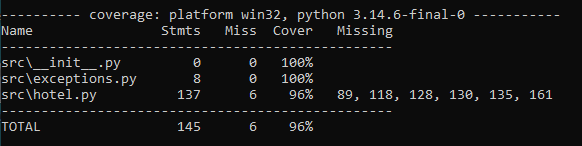 ---------- coverage: platform win32, python 3.14.6-final-0 -----------
Name                Stmts   Miss  Cover   Missing
-------------------------------------------------
src\__init__.py         0      0   100%
src\exceptions.py       8      0   100%
src\hotel.py          137      6    96%   89, 118, 128, 130, 135, 161
-------------------------------------------------
TOTAL                 145      6    96%